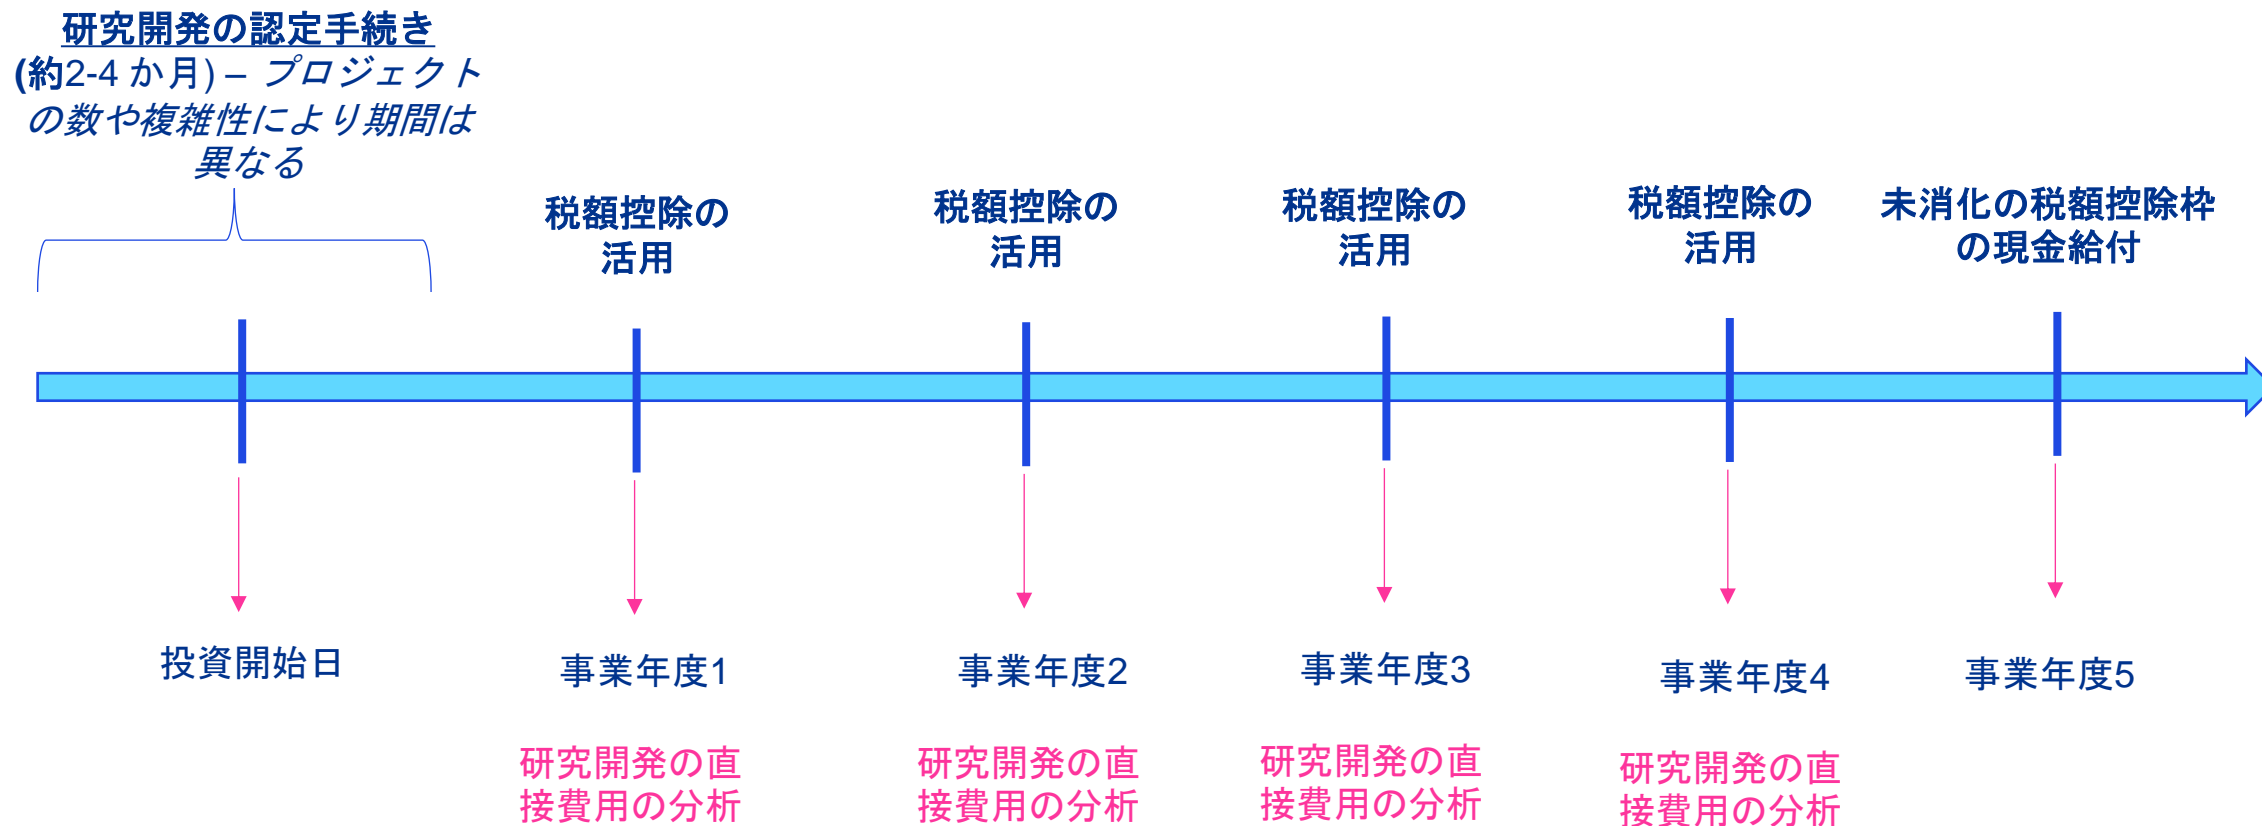 研究開発の認定手続き
(約2-4 か月) – プロジェクト
の数や複雑性により期間は
異なる
税額控除の
活用
税額控除の
活用
税額控除の
活用
税額控除の
活用
未消化の税額控除枠
の現金給付
投資開始日
事業年度1
事業年度2
事業年度3
事業年度4
事業年度5
研究開発の直
接費用の分析
研究開発の直
接費用の分析
研究開発の直
接費用の分析
研究開発の直
接費用の分析